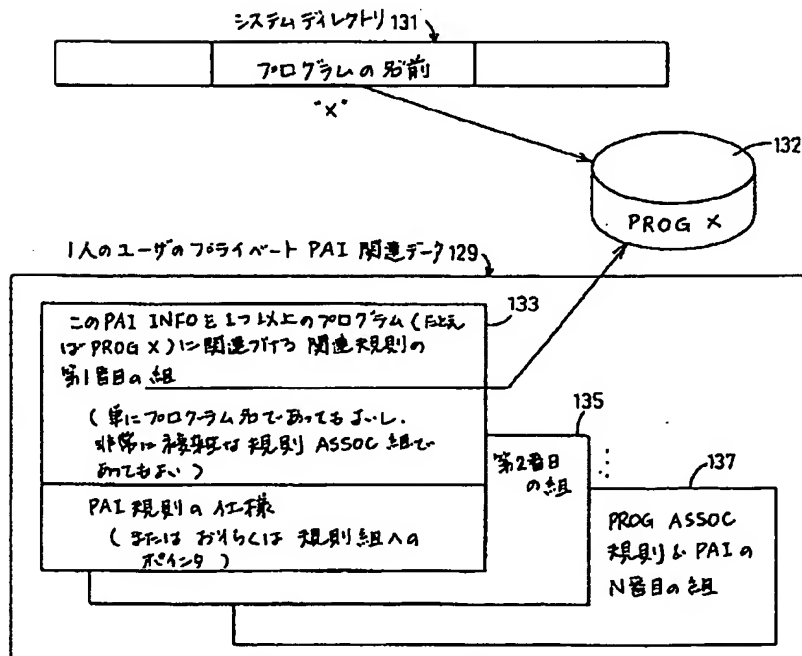 システムディレクトリ 131
プログラムの名前
"X"
132
PROG X
1人のユーザのプライベート PAI 関連データ 129
133
このPAI INFOを1つ以上のプログラム(たとえ
ばPROG X)に関連づける 関連規則の
第1番目の組
(単にプログラム名であってもよいし.
非常に複雑な規則 ASSOC 組で
あってもよい)
PAI 規則の仕様
(または おそらくは 規則組への
ポインタ)
135
第2番目
の組
137
PROG ASSOC
規則 & PAIの
N番目の組